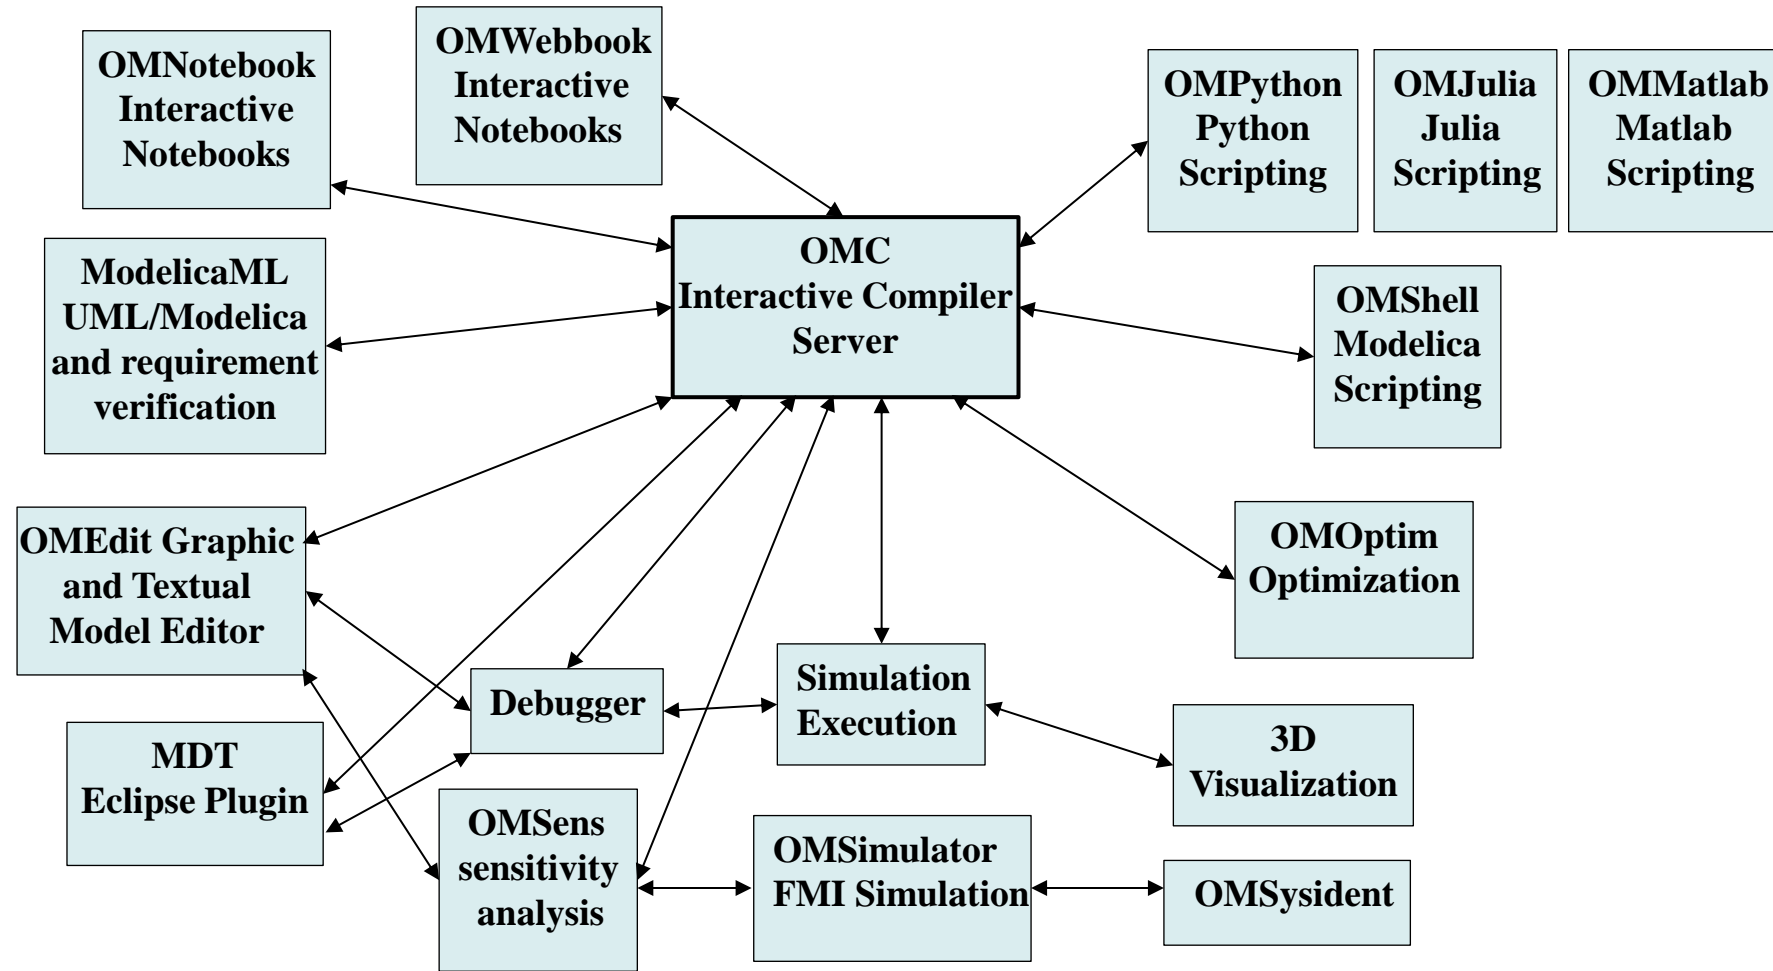 OMNotebook
Interactive
Notebooks
OMWebbook
Interactive
Notebooks
OMPython
Python
Scripting
OMJulia
Julia
Scripting
OMMatlab
Matlab
Scripting
OMC
Interactive Compiler
Server
ModelicaML
UML/Modelica
and requirement
verification
OMShell
Modelica
Scripting
OMEdit Graphic
and Textual
Model Editor
OMOptim
Optimization
Debugger
Simulation
Execution
3D
Visualization
MDT
Eclipse Plugin
OMSens
sensitivity
analysis
OMSimulator
FMI Simulation
OMSysident